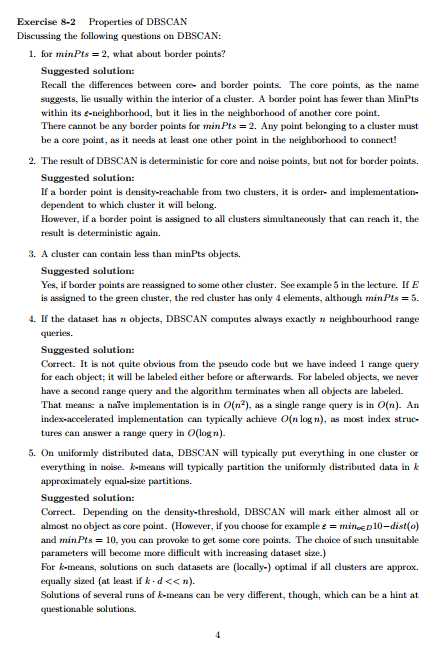 Exercise 8-2 Properties of DBSCAN
Discussing the following questions on DBSCAN:
1. for minPts = 2, what about border points?
Suggested solution:
Recall the differences between core- and border points. The core points, as the name
suggests, lie usually within the interior of a cluster. A border point has fewer than MinPts
within its ε-neighborhood, but it lies in the neighborhood of another core point.
There cannot be any border points for minPts = 2. Any point belonging to a cluster must
be a core point, as it needs at least one other point in the neighborhood to connect!
2. The result of DBSCAN is deterministic for core and noise points, but not for border points.
Suggested solution:
If a border point is density-reachable from two clusters, it is order- and implementation-
dependent to which cluster it will belong.
However, if a border point is assigned to all clusters simultaneously that can reach it, the
result is deterministic again.
3. A cluster can contain less than minPts objects.
Suggested solution:
Yes, if border points are reassigned to some other cluster. See example 5 in the lecture. If E
is assigned to the green cluster, the red cluster has only 4 elements, although minPts = 5.
4. If the dataset has n objects, DBSCAN computes always exactly n neighbourhood range
queries.
Suggested solution:
Correct. It is not quite obvious from the pseudo code but we have indeed 1 range query
for each object; it will be labeled either before or afterwards. For labeled objects, we never
have a second range query and the algorithm terminates when all objects are labeled.
That means: a naïve implementation is in O(n²), as a single range query is in O(n). An
index-accelerated implementation can typically achieve O(n log n), as most index struc-
tures can answer a range query in O(log n).
5. On uniformly distributed data, DBSCAN will typically put everything in one cluster or
everything in noise. k-means will typically partition the uniformly distributed data in k
approximately equal-size partitions.
Suggested solution:
Correct. Depending on the density-threshold, DBSCAN will mark either almost all or
almost no object as core point. (However, if you choose for example ε = minₒ∈D10−dist(o)
and minPts = 10, you can provoke to get some core points. The choice of such unsuitable
parameters will become more difficult with increasing dataset size.)
For k-means, solutions on such datasets are (locally-) optimal if all clusters are approx.
equally sized (at least if k · d << n).
Solutions of several runs of k-means can be very different, though, which can be a hint at
questionable solutions.
4